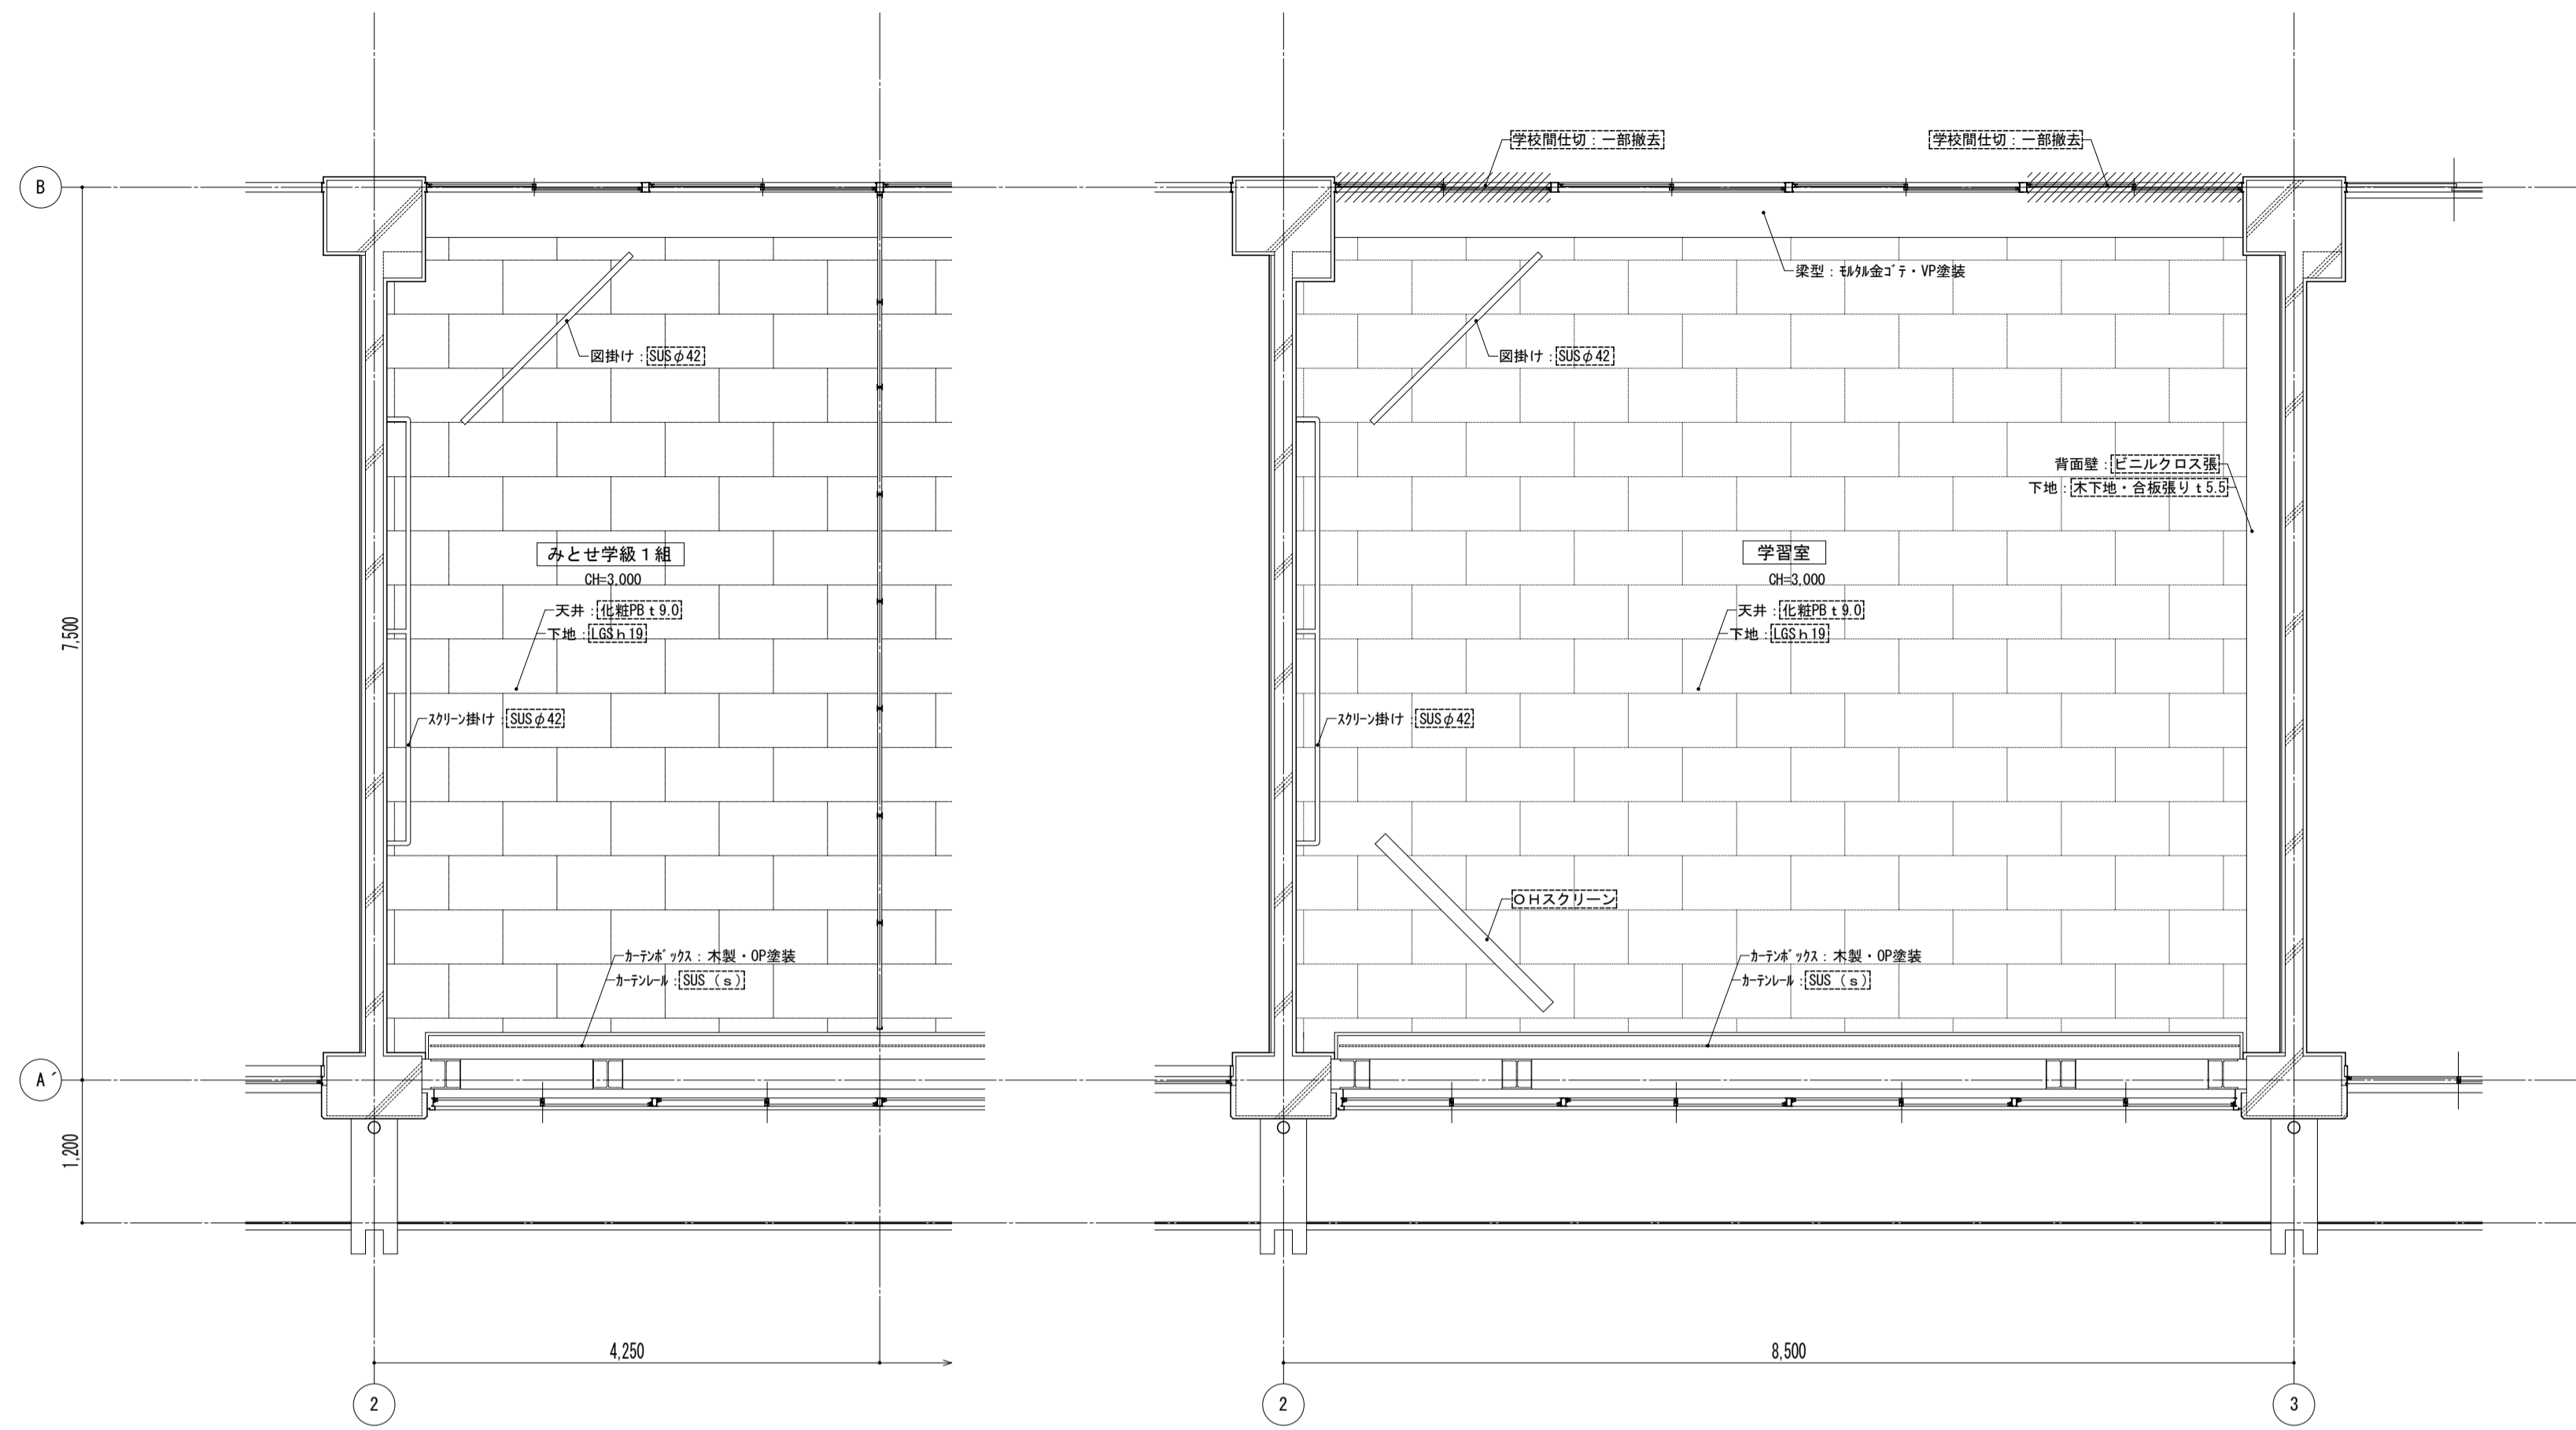 学校間仕切：一部撤去
学校間仕切：一部撤去
B
梁型：ﾓﾙﾀﾙ金ｺﾞﾃ・VP塗装
図掛け：SUSφ42
図掛け：SUSφ42
背面壁：ビニルクロス張
下地：木下地・合板張りｔ5.5
みとせ学級１組
CH=3,000
学習室
CH=3,000
天井：化粧PBｔ9.0
下地：LGSｈ19
天井：化粧PBｔ9.0
下地：LGSｈ19
7,500
ｽｸﾘｰﾝ掛け：SUSφ42
ｽｸﾘｰﾝ掛け：SUSφ42
ＯＨスクリーン
ｶｰﾃﾝﾎﾞｯｸｽ：木製・OP塗装
ｶｰﾃﾝﾚｰﾙ：SUS（ｓ）
ｶｰﾃﾝﾎﾞｯｸｽ：木製・OP塗装
ｶｰﾃﾝﾚｰﾙ：SUS（ｓ）
A´
1,200
4,250
8,500
2
2
3